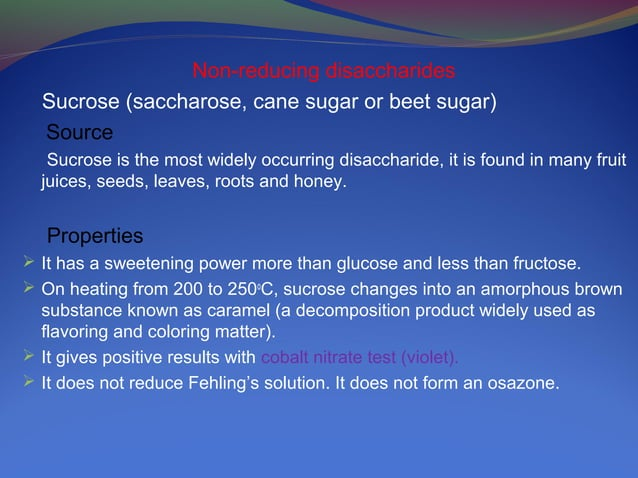 Non-reducing disaccharides
Sucrose (saccharose, cane sugar or beet sugar)
Source
Sucrose is the most widely occurring disaccharide, it is found in many fruit
juices, seeds, leaves, roots and honey.
Properties
➢ It has a sweetening power more than glucose and less than fructose.
➢ On heating from 200 to 250ºC, sucrose changes into an amorphous brown
substance known as caramel (a decomposition product widely used as
flavoring and coloring matter).
➢ It gives positive results with cobalt nitrate test (violet).
➢ It does not reduce Fehling’s solution. It does not form an osazone.